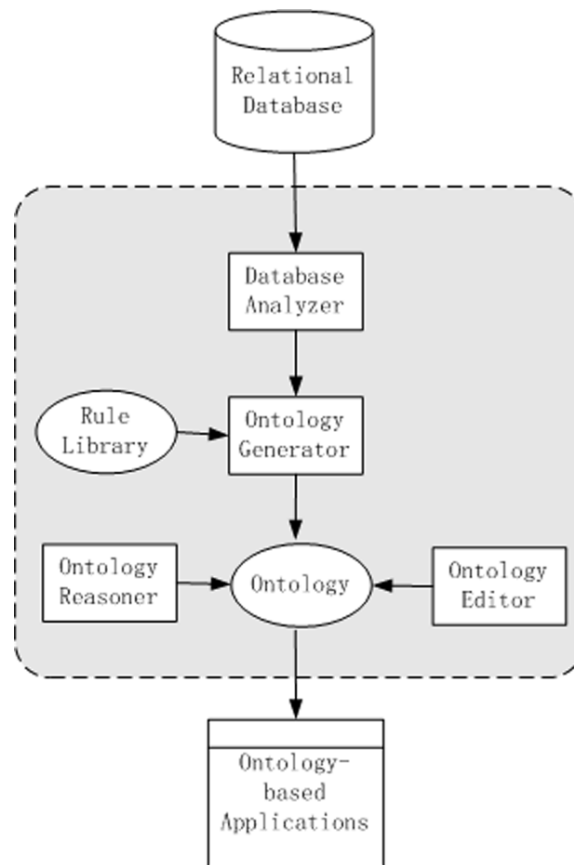 Relational
Database
Database
Analyzer
Rule
Library
Ontology
Generator
Ontology
Reasoner
Ontology
Ontology
Editor
Ontology-
based
Applications